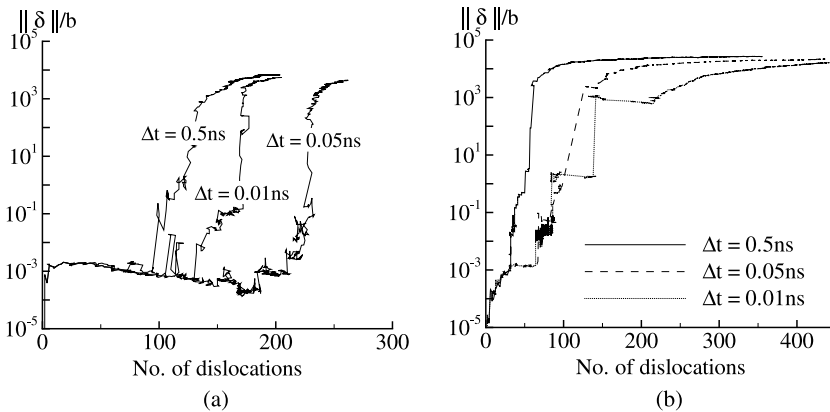 ‖ δ ‖/b
10^5
10^3
10^1
10^-1
10^-3
10^-5
Δt = 0.5ns
Δt = 0.05ns
Δt = 0.01ns
0 100 200 300
No. of dislocations
(a)
‖ δ ‖/b
10^5
10^3
10^1
10^-1
10^-3
10^-5
Δt = 0.5ns
Δt = 0.05ns
Δt = 0.01ns
0 100 200 300 400
No. of dislocations
(b)